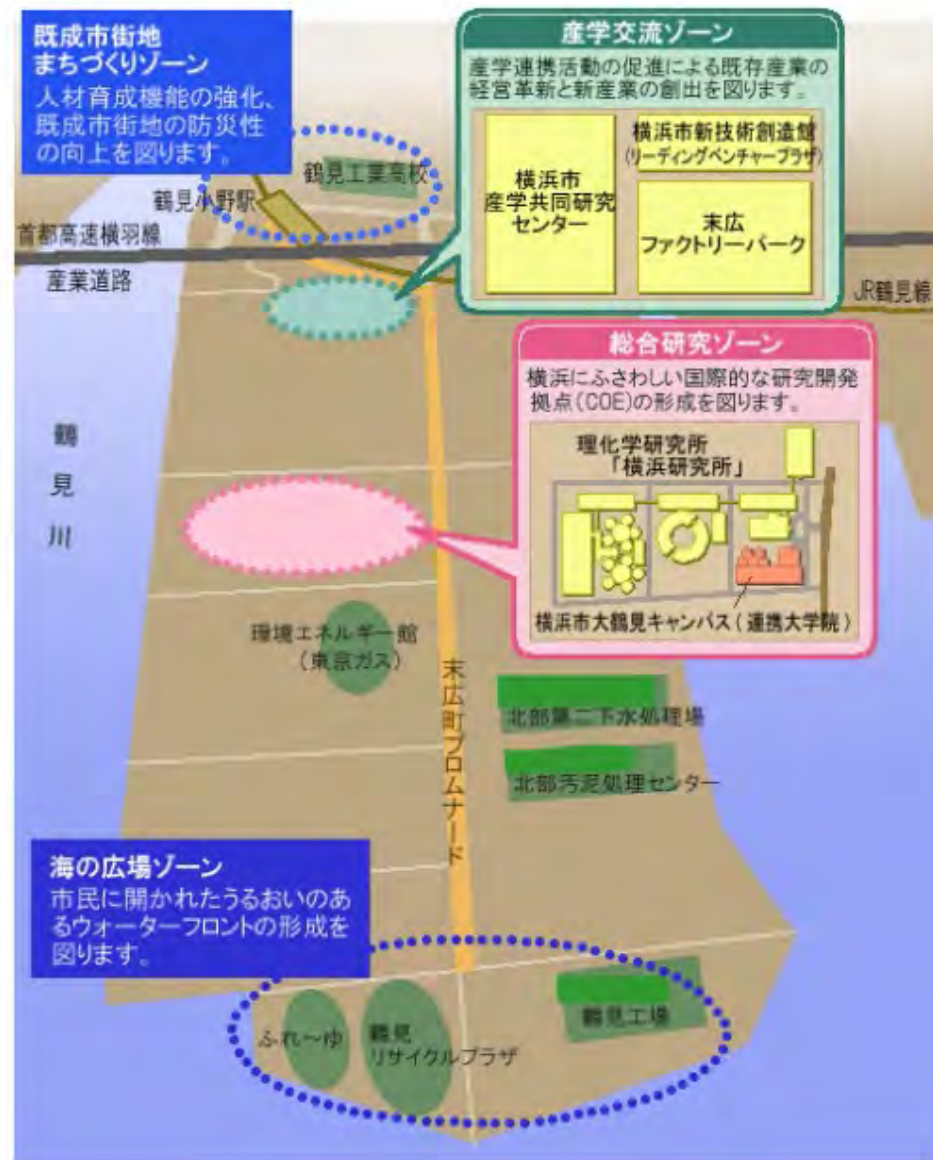 既成市街地
まちづくりゾーン
人材育成機能の強化、
既成市街地の防災性
の向上を図ります。
産学交流ゾーン
産学連携活動の促進による既存産業の
経営革新と新産業の創出を図ります。
横浜市
産学共同研究
センター
横浜市新技術創造館
(リーディングベンチャープラザ)
末広
ファクトリーパーク
鶴見工業高校
鶴見小野駅
首都高速横羽線
産業道路
JR鶴見線
総合研究ゾーン
横浜にふさわしい国際的な研究開発
拠点(COE)の形成を図ります。
理化学研究所
「横浜研究所」
横浜市大鶴見キャンパス(連携大学院)
鶴見川
環境エネルギー館
(東京ガス)
末広町プロムナード
北部第二下水処理場
北部汚泥処理センター
海の広場ゾーン
市民に開かれたうるおいのあ
るウォーターフロントの形成を
図ります。
ふれ～ゆ
鶴見
リサイクルプラザ
鶴見工場